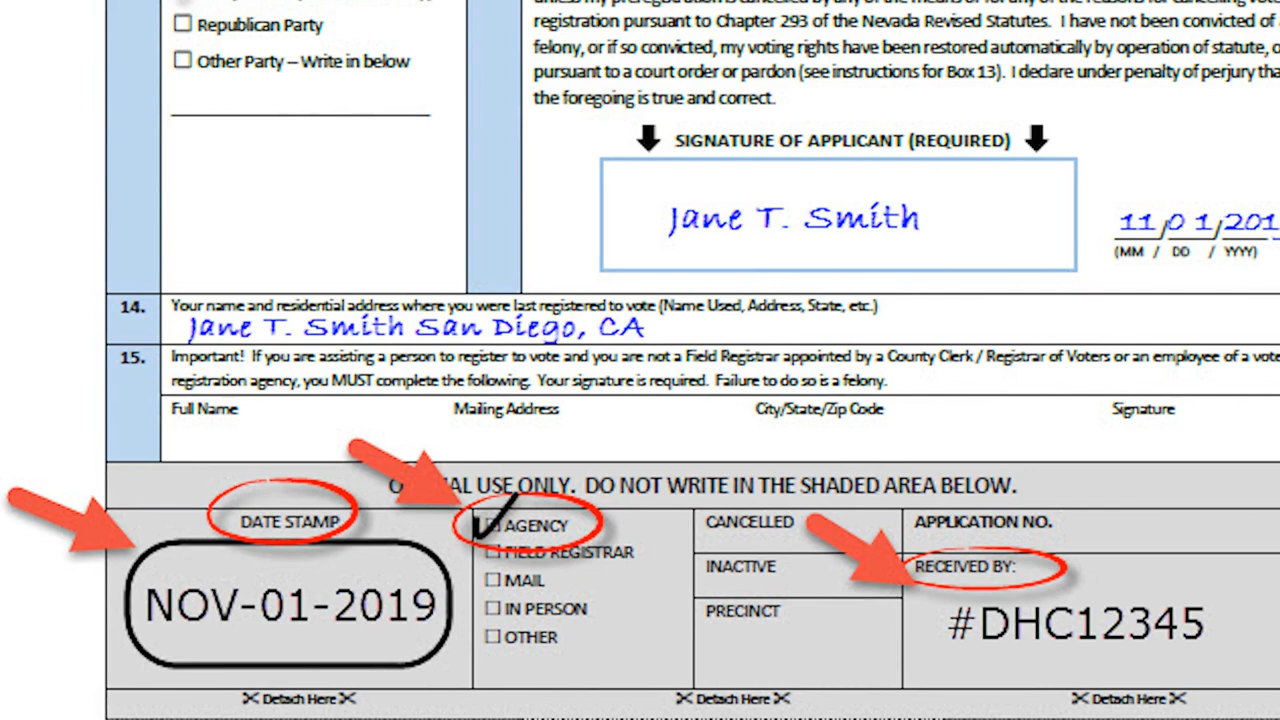 Republican Party
Other Party – Write in below
registration pursuant to Chapter 293 of the Nevada Revised Statutes. I have not been convicted of a
felony, or if so convicted, my voting rights have been restored automatically by operation of statute, o
pursuant to a court order or pardon (see instructions for Box 13). I declare under penalty of perjury tha
the foregoing is true and correct.
SIGNATURE OF APPLICANT (REQUIRED)
Jane T. Smith
11/01/201
(MM / DD / YYYY)
14. Your name and residential address where you were last registered to vote (Name Used, Address, State, etc.)
Jane T. Smith San Diego, CA
15. Important! If you are assisting a person to register to vote and you are not a Field Registrar appointed by a County Clerk / Registrar of Voters or an employee of a vote
registration agency, you MUST complete the following. Your signature is required. Failure to do so is a felony.
Full Name Mailing Address City/State/Zip Code Signature
USE ONLY. DO NOT WRITE IN THE SHADED AREA BELOW.
DATE STAMP
NOV-01-2019
AGENCY
FIELD REGISTRAR
MAIL
IN PERSON
OTHER
CANCELLED
INACTIVE
PRECINCT
APPLICATION NO.
RECEIVED BY:
#DHC12345
Detach Here Detach Here Detach Here